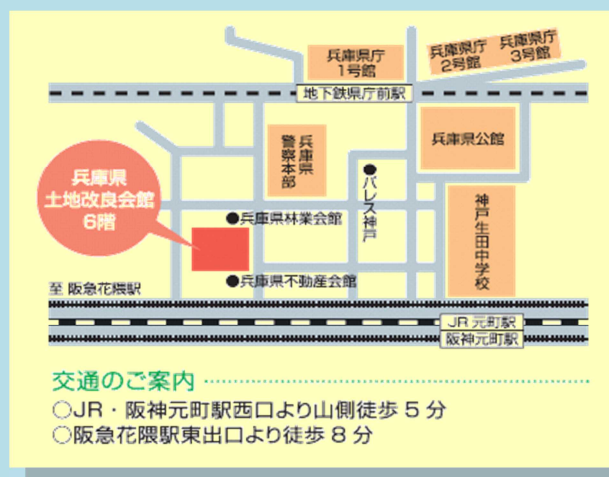 兵庫県庁
1号館
兵庫県庁
2号館
兵庫県庁
3号館
地下鉄県庁前駅
兵庫県公館
兵庫県
警察本部
●パレス神戸
兵庫県
土地改良会館
6階
神戸生田中学校
●兵庫県林業会館
●兵庫県不動産会館
至 阪急花隈駅
JR 元町駅
阪神元町駅
交通のご案内
○JR・阪神元町駅西口より山側徒歩 5 分
○阪急花隈駅東出口より徒歩 8 分